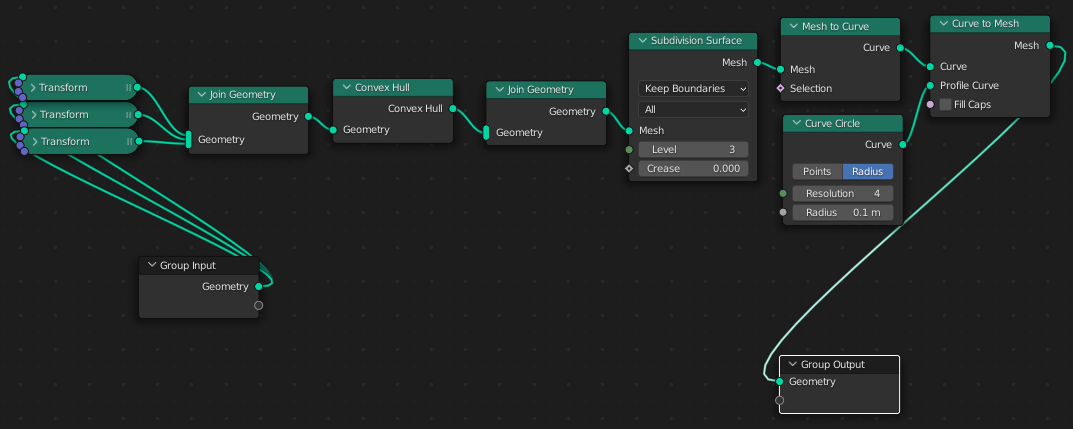 Transform
Transform
Transform
Join Geometry
Geometry
Geometry
Convex Hull
Convex Hull
Geometry
Join Geometry
Geometry
Geometry
Subdivision Surface
Mesh
Keep Boundaries
All
Mesh
Level 3
Crease 0.000
Mesh to Curve
Curve
Mesh
Selection
Curve Circle
Curve
Points Radius
Resolution 4
Radius 0.1 m
Curve to Mesh
Mesh
Curve
Profile Curve
Fill Caps
Group Input
Geometry
Group Output
Geometry